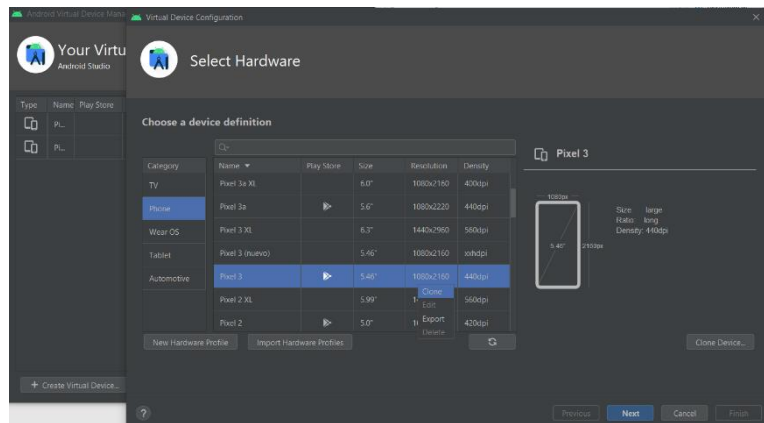 Android Virtual Device Mana
Virtual Device Configuration
Your Virtu
Android Studio
Select Hardware
Type Name Play Store
Pi...
Pi...
Choose a device definition
Category
TV
Phone
Wear OS
Tablet
Automotive
Name Play Store Size Resolution Density
Pixel 3a XL 6.0" 1080x2160 400dpi
Pixel 3a 5.6" 1080x2220 440dpi
Pixel 3 XL 6.3" 1440x2960 560dpi
Pixel 3 (nuevo) 5.46" 1080x2160 xxhdpi
Pixel 3 5.46" 1080x2160 440dpi
Pixel 2 XL 5.99" 560dpi
Pixel 2 5.0" 420dpi
Clone
Edit
Export
Delete
New Hardware Profile Import Hardware Profiles
Pixel 3
1080px
5.46" 2160px
Size: large
Ratio: long
Density: 440dpi
Clone Device...
+ Create Virtual Device...
? Previous Next Cancel Finish